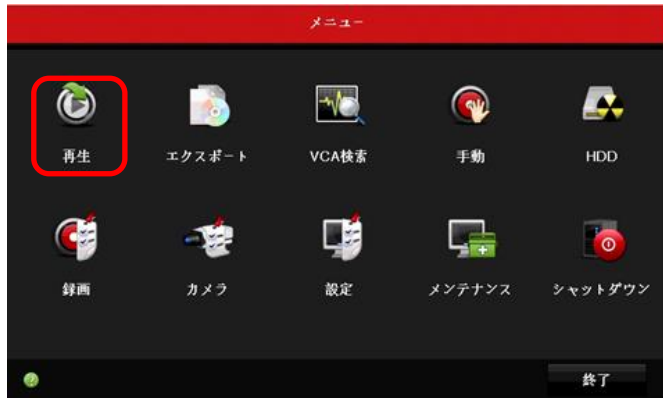 メニュー
再生
エクスポート
VCA検索
手動
HDD
録画
カメラ
設定
メンテナンス
シャットダウン
終了